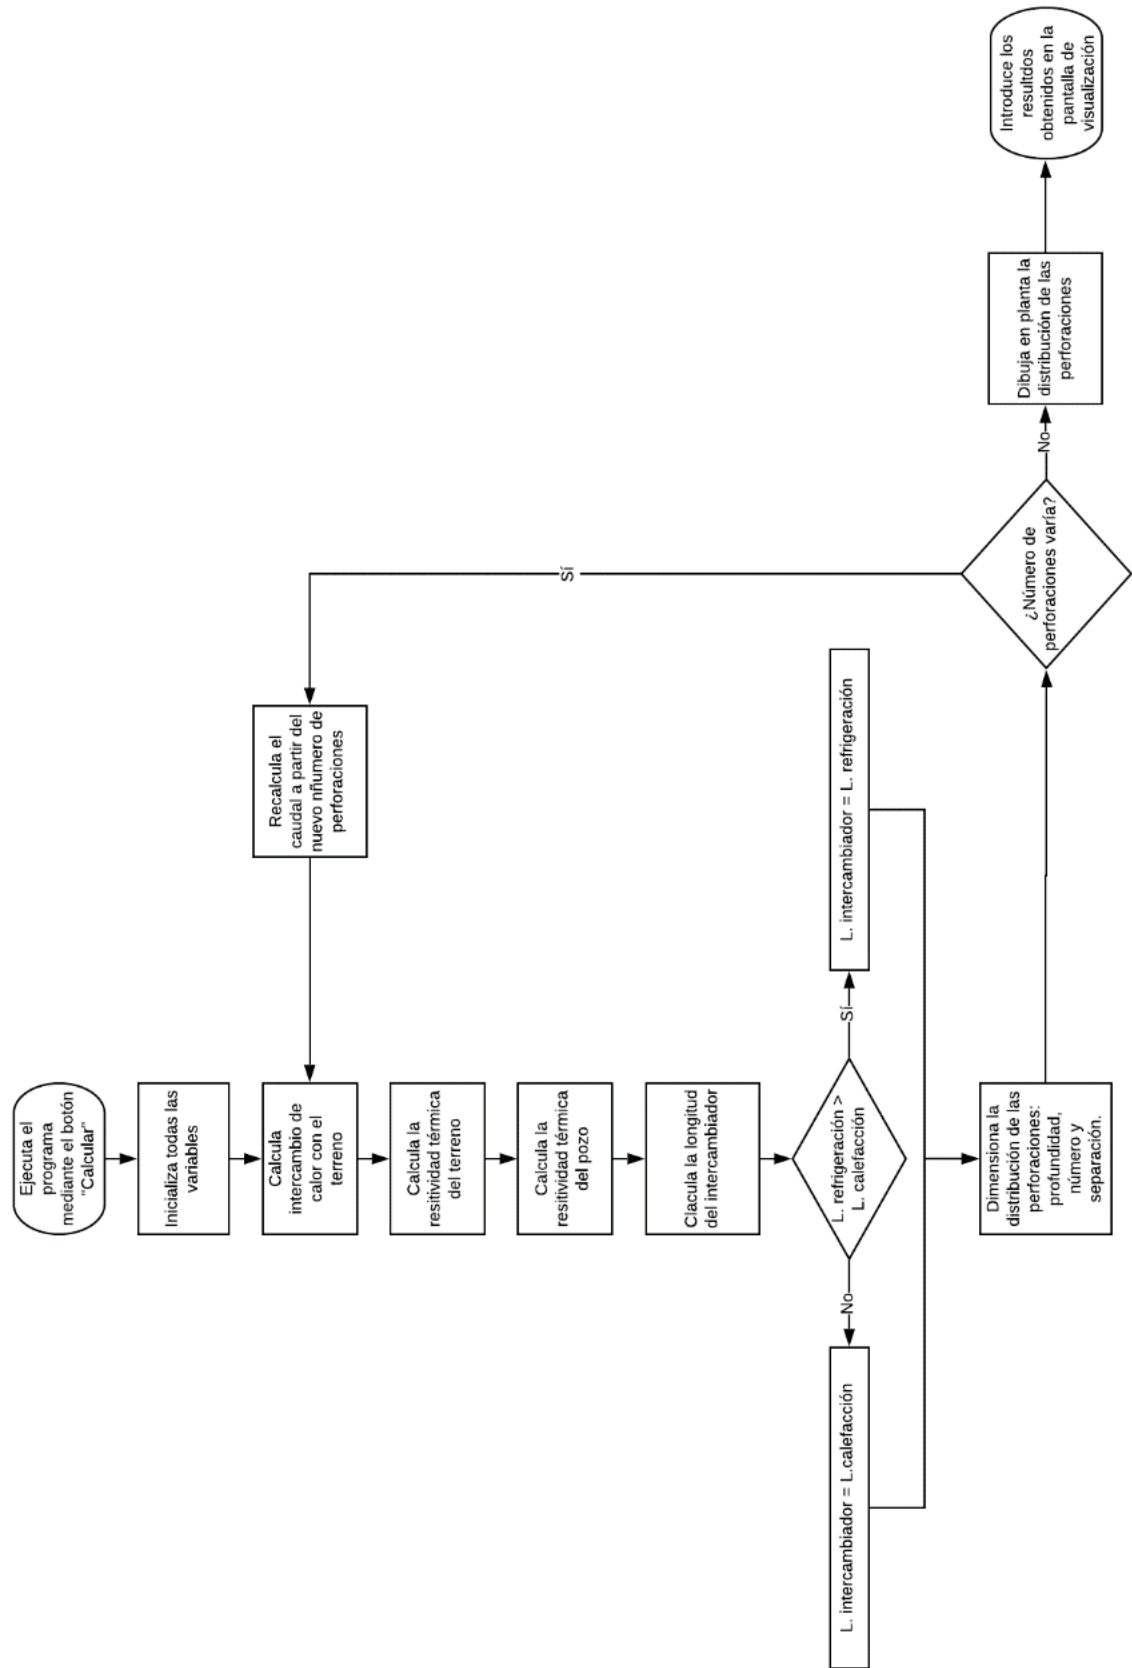 Ejecuta el
programa
mediante el botón
"Calcular"
Inicializa todas las
variables
Calcula
intercambio de
calor con el
terreno
Calcula la
resitividad térmica
del terreno
Calcula la
resitividad térmica
del pozo
Clacula la longitud
del intercambiador
L. refrigeración >
L. calefacción
No
L. intercambiador = L.calefacción
Sí
L. intercambiador = L. refrigeración
Dimensiona la
distribución de las
perforaciones:
profundidad,
número y
separación.
¿Número de
perforaciones varía?
Sí
Recalcula el
caudal a partir del
nuevo nñumero de
perforaciones
No
Dibuja en planta la
distribución de las
perforaciones
Introduce los
resultdos
obtenidos en la
pantalla de
visualización